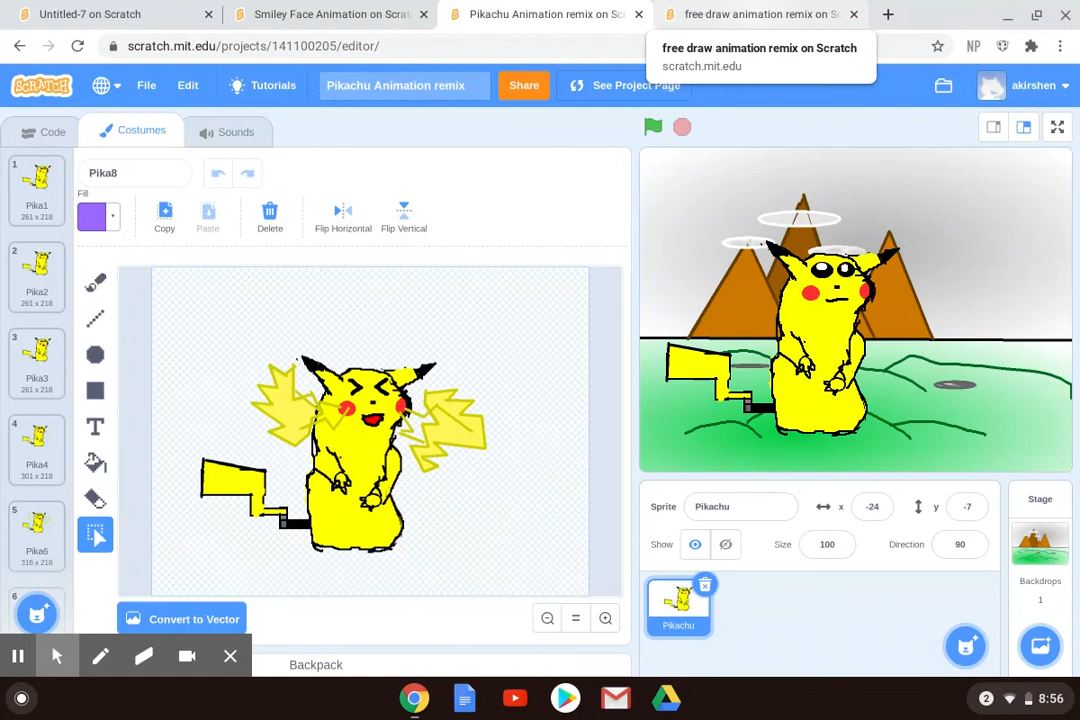 Untitled-7 on Scratch
Smiley Face Animation on Scrat
Pikachu Animation remix on Sc
free draw animation remix on Sc
scratch.mit.edu/projects/141100205/editor/
NP
free draw animation remix on Scratch
scratch.mit.edu
SCRATCH
File
Edit
Tutorials
Pikachu Animation remix
Share
See Project Page
akirshen
Code
Costumes
Sounds
1
Pika1
261 x 218
2
Pika2
261 x 218
3
Pika3
261 x 218
4
Pika4
301 x 218
5
Pika6
316 x 218
6
Pika8
Fill
Copy
Paste
Delete
Flip Horizontal
Flip Vertical
T
Convert to Vector
Backpack
Sprite
Pikachu
x
-24
y
-7
Show
Size
100
Direction
90
Pikachu
Stage
Backdrops
1
2
8:56